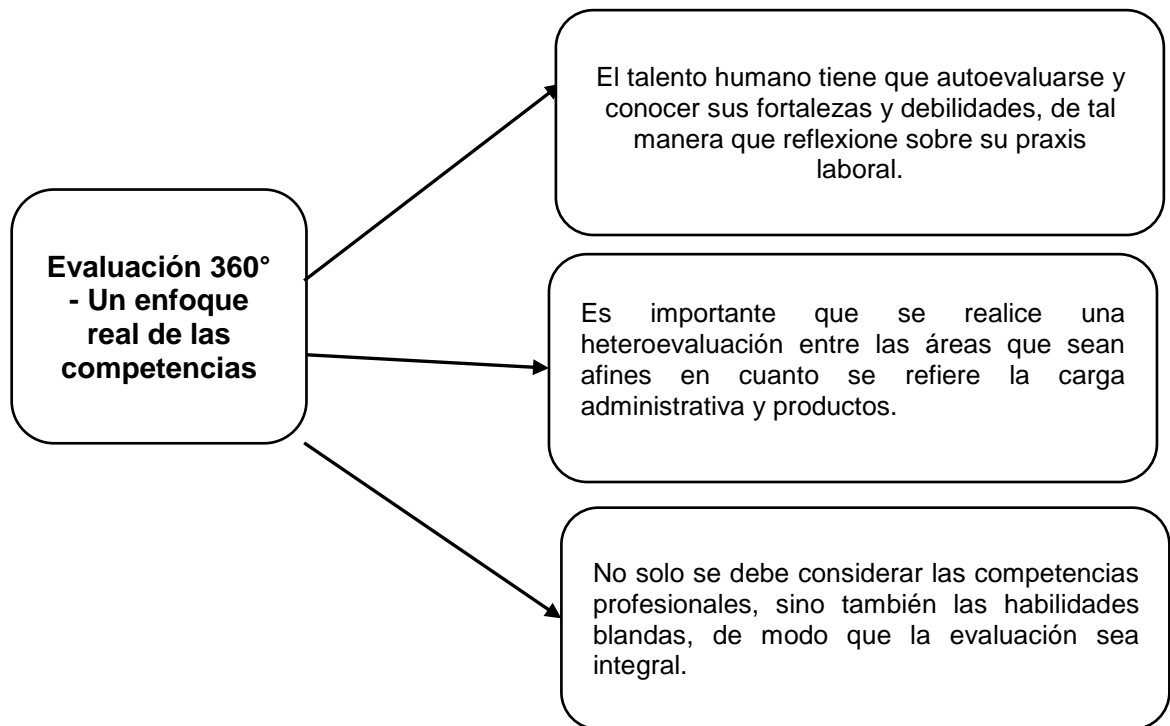 El talento humano tiene que autoevaluarse y
conocer sus fortalezas y debilidades, de tal
manera que reflexione sobre su praxis
laboral.
Evaluación 360°
- Un enfoque
real de las
competencias
Es importante que se realice una
heteroevaluación entre las áreas que sean
afines en cuanto se refiere la carga
administrativa y productos.
No solo se debe considerar las competencias
profesionales, sino también las habilidades
blandas, de modo que la evaluación sea
integral.